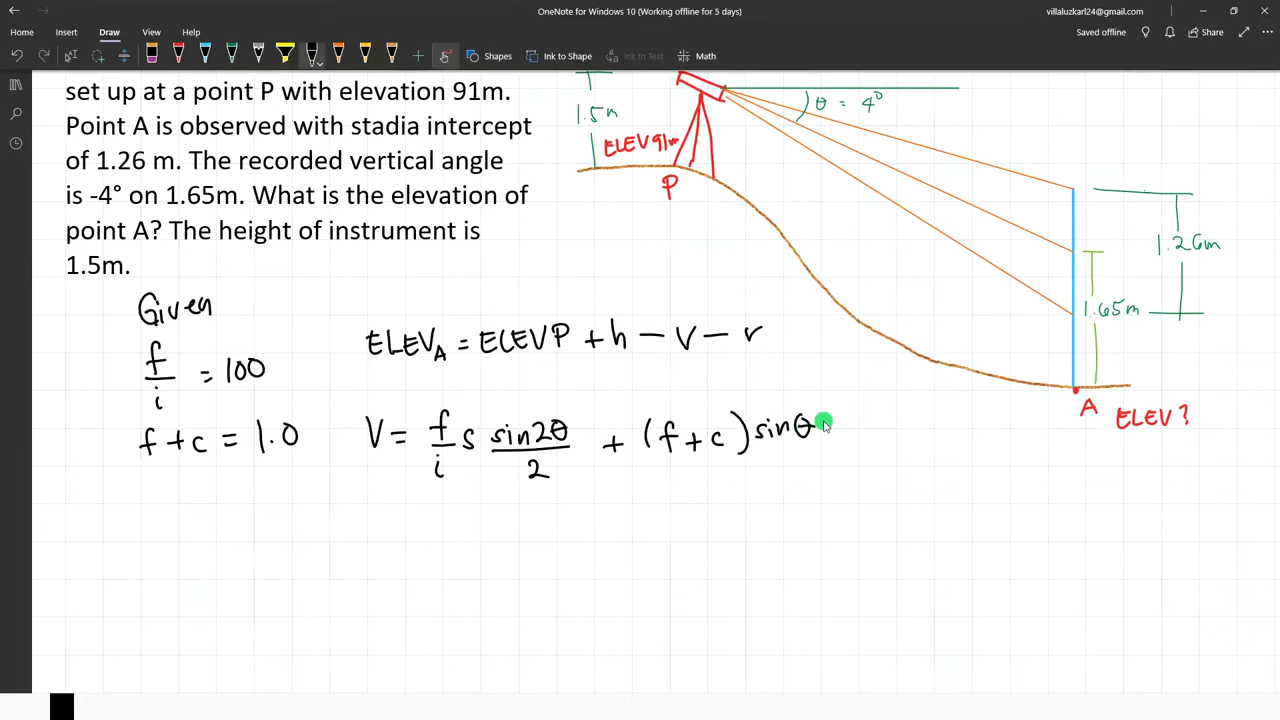 OneNote for Windows 10 (Working offline for 5 days)
villaluzkarl24@gmail.com
Home Insert Draw View Help
Saved offline
Share
Shapes
Ink to Shape
Ink to Text
Math
set up at a point P with elevation 91m.
Point A is observed with stadia intercept
of 1.26 m. The recorded vertical angle
is -4° on 1.65m. What is the elevation of
point A? The height of instrument is
1.5m.
1.5m
θ = 4°
ELEV 91m
P
1.26m
1.65m
A
ELEV?
Given
f/i = 100
f+c = 1.0
ELEV_A = ELEV P + h - V - r
V = f/i s sin2θ/2 + (f+c) sinθ